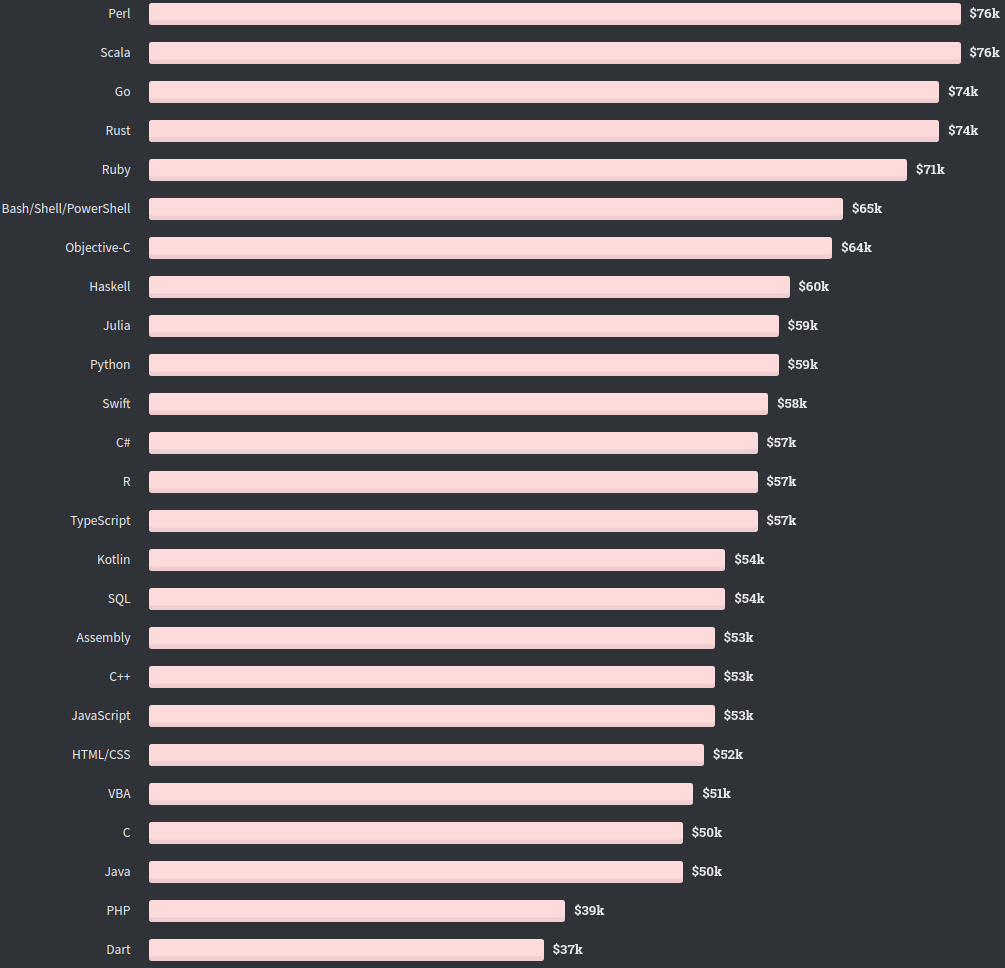 Perl $76k
Scala $76k
Go $74k
Rust $74k
Ruby $71k
Bash/Shell/PowerShell $65k
Objective-C $64k
Haskell $60k
Julia $59k
Python $59k
Swift $58k
C# $57k
R $57k
TypeScript $57k
Kotlin $54k
SQL $54k
Assembly $53k
C++ $53k
JavaScript $53k
HTML/CSS $52k
VBA $51k
C $50k
Java $50k
PHP $39k
Dart $37k